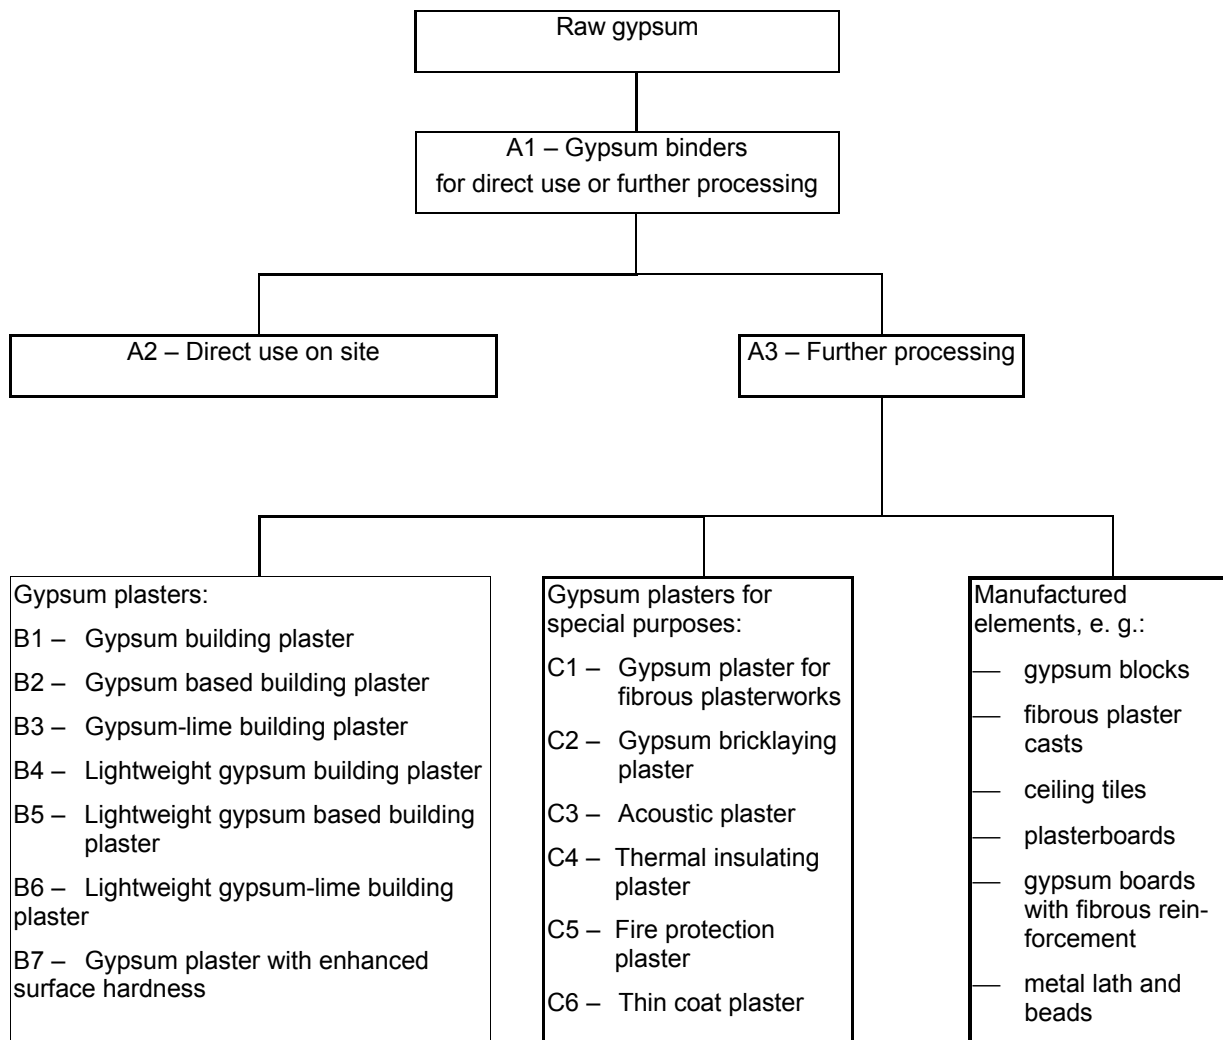 Raw gypsum
A1 – Gypsum binders
for direct use or further processing
A2 – Direct use on site
A3 – Further processing
Gypsum plasters:
B1 – Gypsum building plaster
B2 – Gypsum based building plaster
B3 – Gypsum-lime building plaster
B4 – Lightweight gypsum building plaster
B5 – Lightweight gypsum based building
plaster
B6 – Lightweight gypsum-lime building
plaster
B7 – Gypsum plaster with enhanced
surface hardness
Gypsum plasters for
special purposes:
C1 – Gypsum plaster for
fibrous plasterworks
C2 – Gypsum bricklaying
plaster
C3 – Acoustic plaster
C4 – Thermal insulating
plaster
C5 – Fire protection
plaster
C6 – Thin coat plaster
Manufactured
elements, e. g.:
— gypsum blocks
— fibrous plaster
casts
— ceiling tiles
— plasterboards
— gypsum boards
with fibrous rein-
forcement
— metal lath and
beads